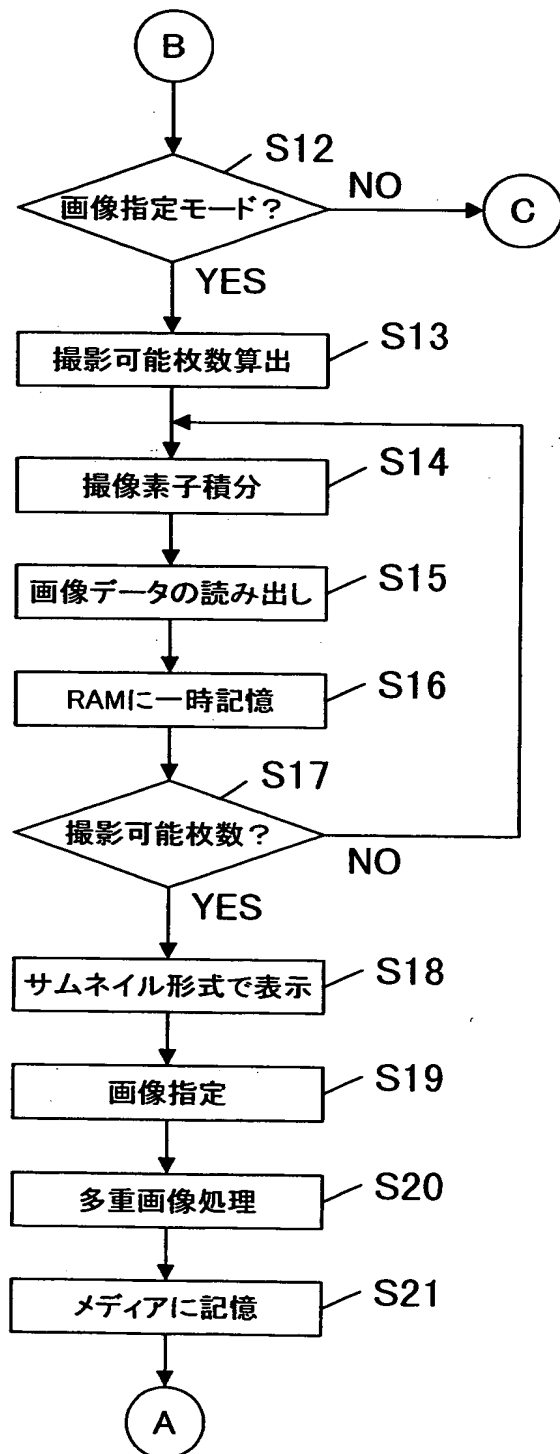 B
S12
画像指定モード?
NO
C
YES
S13
撮影可能枚数算出
S14
撮像素子積分
S15
画像データの読み出し
S16
RAMに一時記憶
S17
撮影可能枚数?
NO
YES
S18
サムネイル形式で表示
S19
画像指定
S20
多重画像処理
S21
メディアに記憶
A